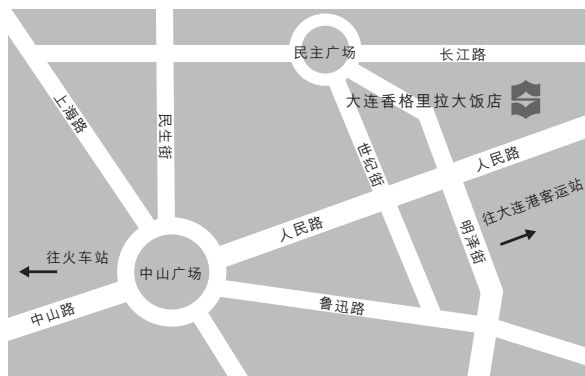 民主广场
长江路
大连香格里拉大饭店
上海路
民生街
世纪街
人民路
往大连港客运站
人民路
明泽街
往火车站
中山广场
中山路
鲁迅路